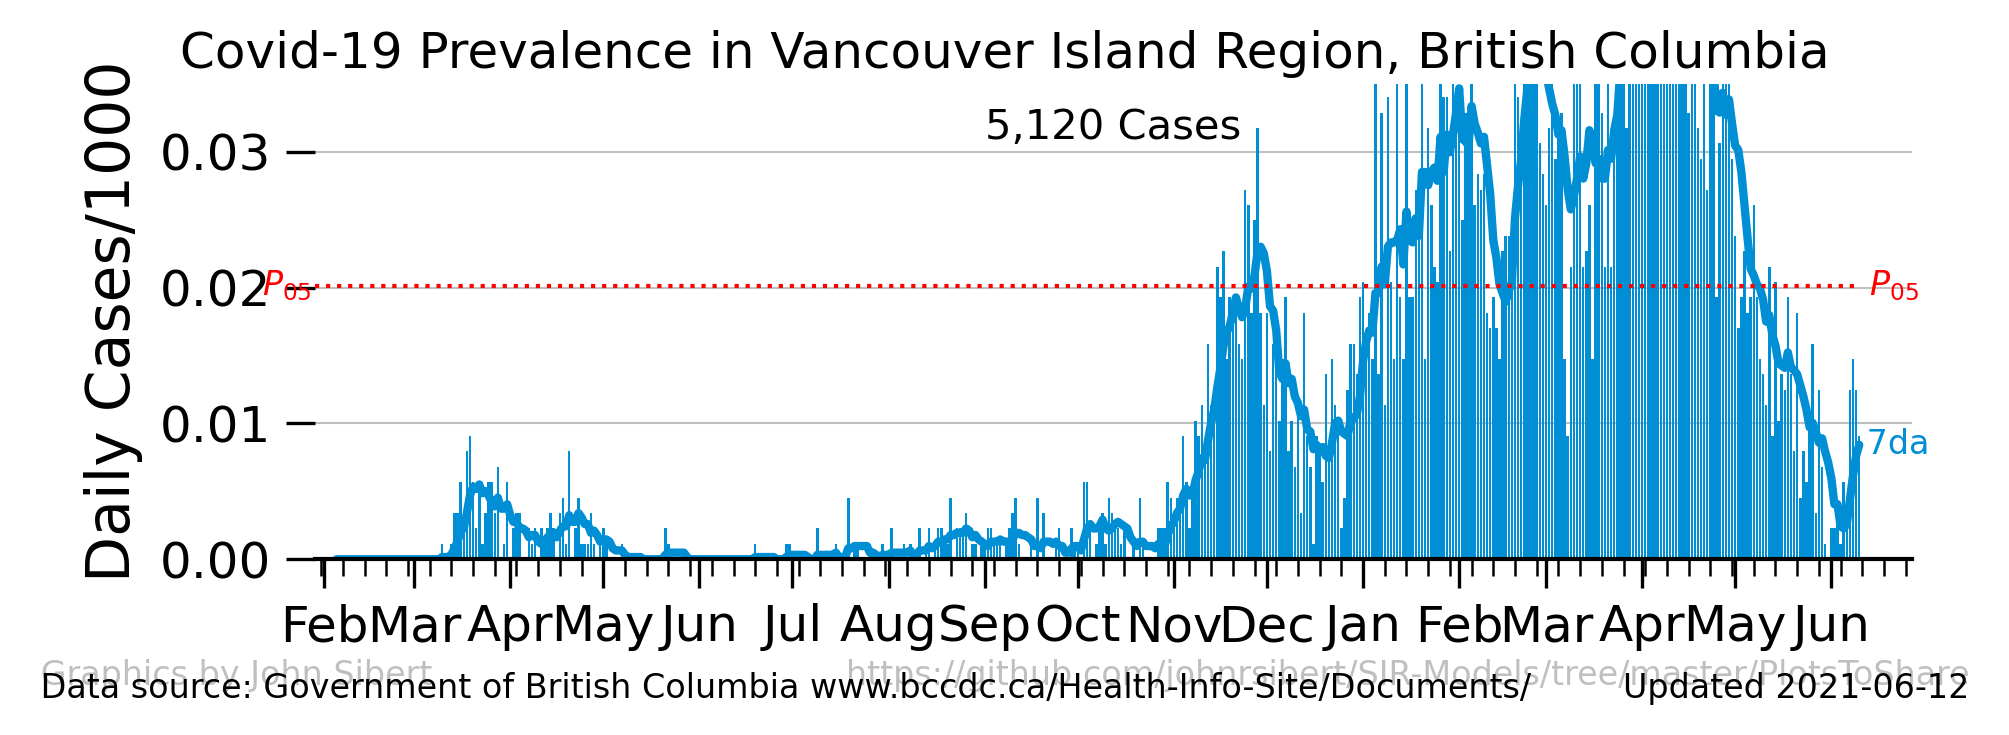 Covid-19 Prevalence in Vancouver Island Region, British Columbia
Daily Cases/1000
5,120 Cases
0.03
0.02
0.01
0.00
P05
P05
7da
Feb Mar Apr May Jun Jul Aug Sep Oct Nov Dec Jan Feb Mar Apr May Jun
Graphics by John Sibert https://github.com/johnrsibert/SIR-Models/tree/master/PlotsToShare
Data source: Government of British Columbia www.bccdc.ca/Health-Info-Site/Documents/ Updated 2021-06-12